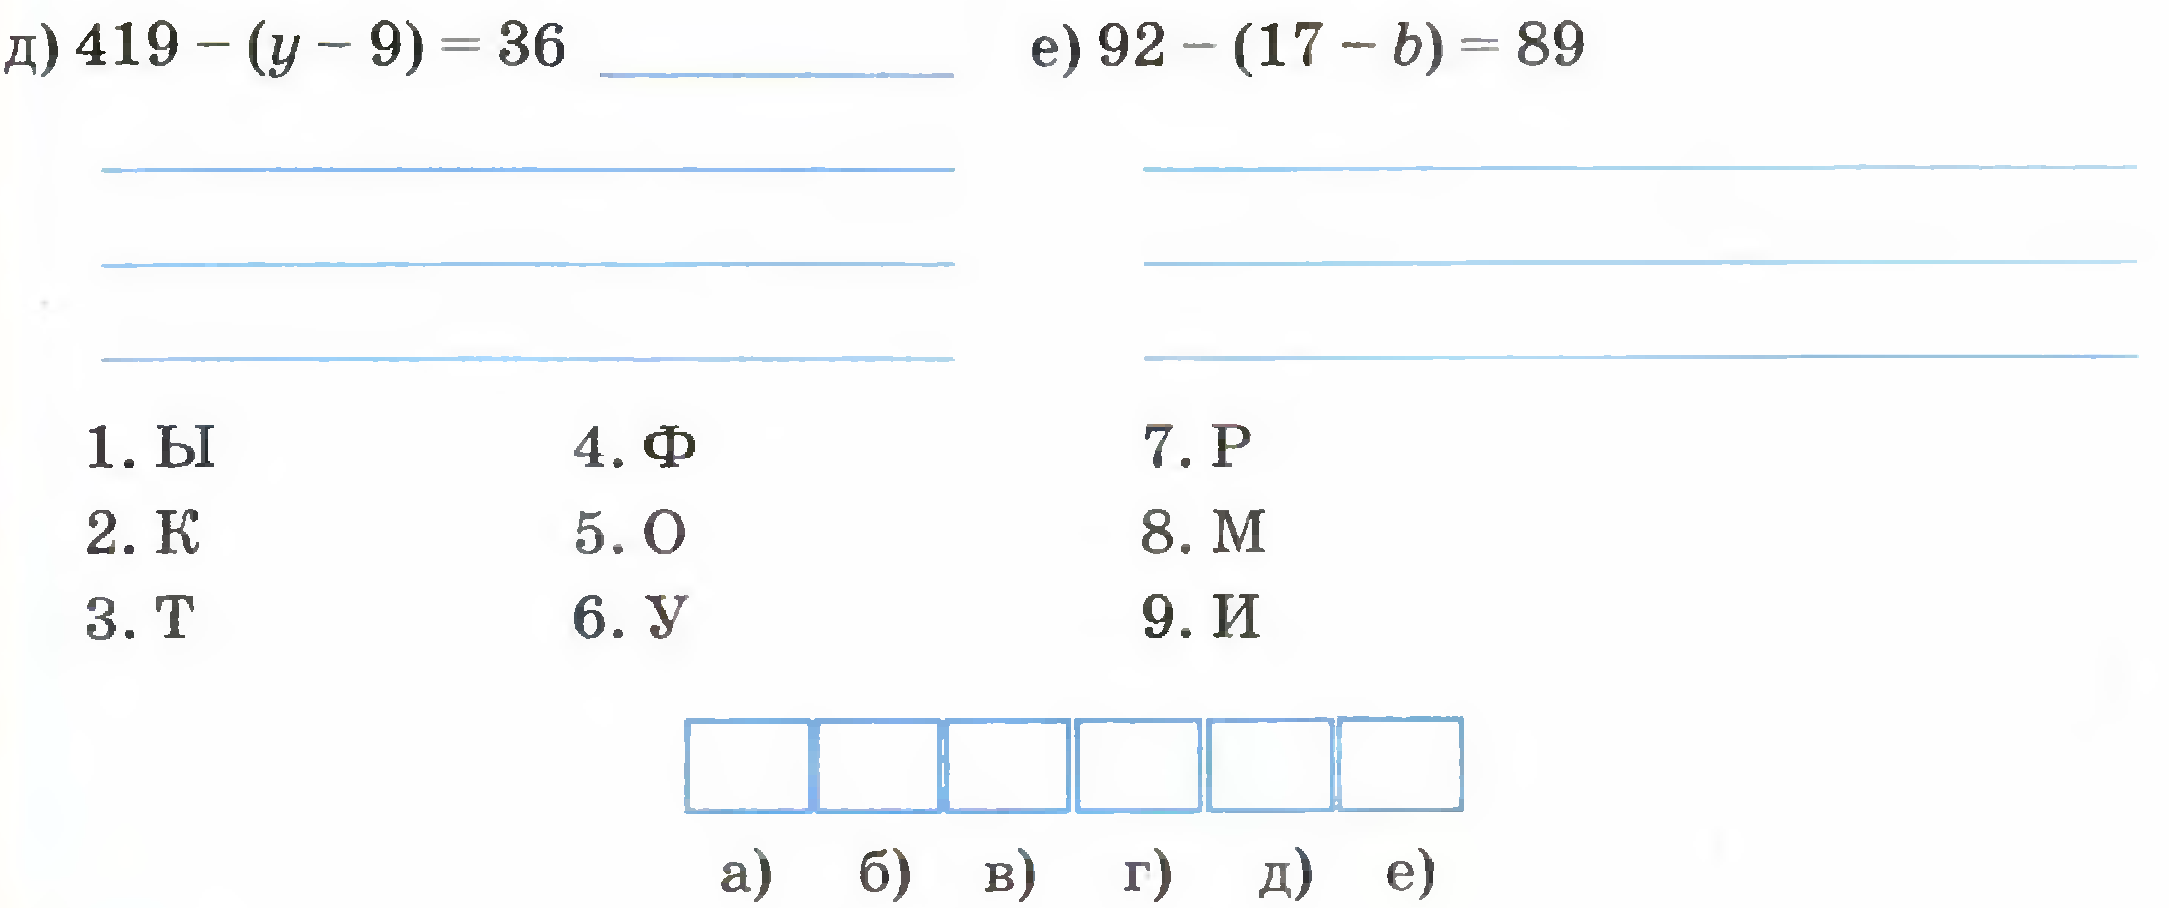 д) 419 – (y – 9) = 36
е) 92 – (17 – b) = 89
1. Ы 4. Ф 7. Р
2. К 5. О 8. М
3. Т 6. У 9. И
а) б) в) г) д) е)